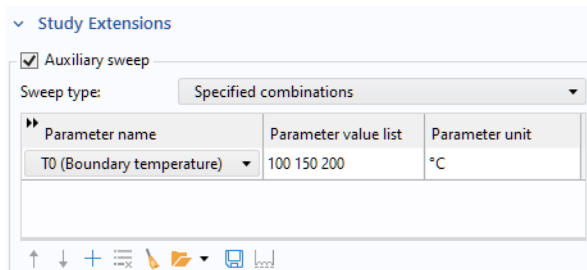 Study Extensions
Auxiliary sweep
Sweep type: Specified combinations
Parameter name Parameter value list Parameter unit
T0 (Boundary temperature) 100 150 200 °C